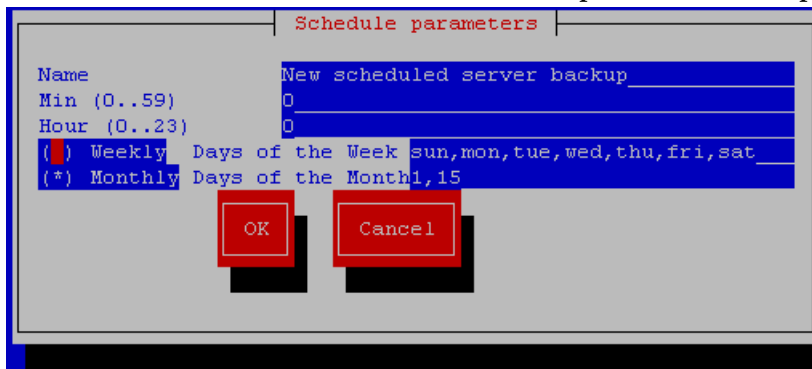 Schedule parameters
Name New scheduled server backup
Min (0..59) 0
Hour (0..23) 0
( ) Weekly Days of the Week sun,mon,tue,wed,thu,fri,sat
(*) Monthly Days of the Month 1,15
OK Cancel